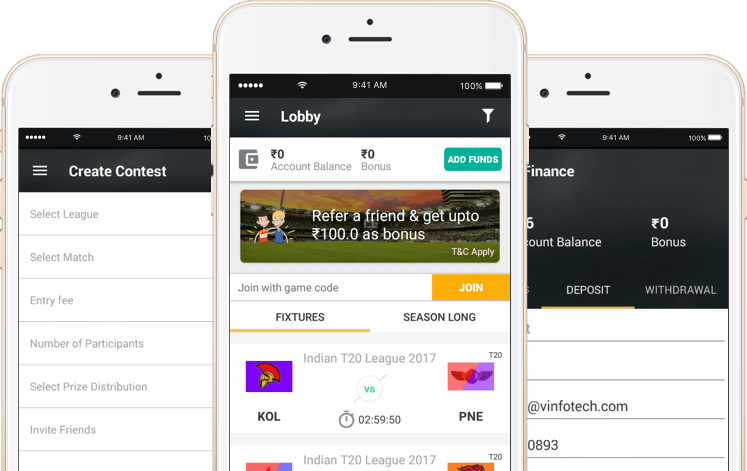 9:41 AM
Create Contest
Select League
Select Match
Entry fee
Number of Participants
Select Prize Distribution
Invite Friends
9:41 AM 100%
Lobby
₹0 ₹0
Account Balance Bonus
ADD FUNDS
Refer a friend & get upto
₹100.0 as bonus
T&C Apply
Join with game code JOIN
FIXTURES SEASON LONG
Indian T20 League 2017 T20
VS
KOL 02:59:50 PNE
Indian T20 League 2017 T20
9:41 AM 100%
Finance
₹0
count Balance Bonus
DEPOSIT WITHDRAWAL
@vinfotech.com
0893